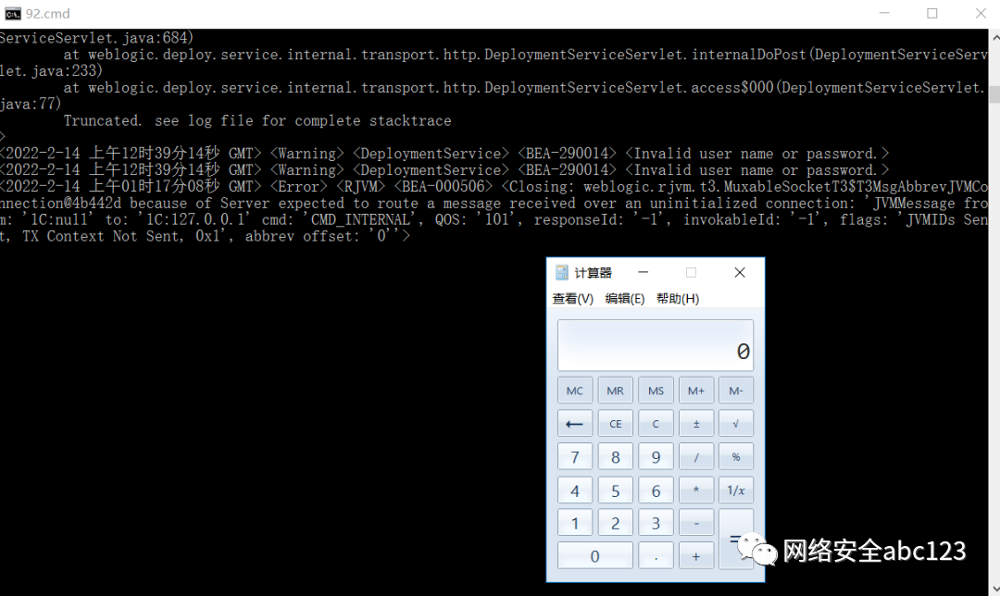 92.cmd
ServiceServlet.java:684)
at weblogic.deploy.service.internal.transport.http.DeploymentServiceServlet.internalDoPost(DeploymentServiceServ
let.java:233)
at weblogic.deploy.service.internal.transport.http.DeploymentServiceServlet.access$000(DeploymentServiceServlet.
java:77)
Truncated. see log file for complete stacktrace
>
<2022-2-14 上午12时39分14秒 GMT> <Warning> <DeploymentService> <BEA-290014> <Invalid user name or password.>
<2022-2-14 上午12时39分14秒 GMT> <Warning> <DeploymentService> <BEA-290014> <Invalid user name or password.>
<2022-2-14 上午01时17分08秒 GMT> <Error> <RJVM> <BEA-000506> <Closing: weblogic.rjvm.t3.MuxableSocketT3$T3MsgAbbrevJVMCo
nnection@4b442d because of Server expected to route a message received over an uninitialized connection: 'JVMMessage fro
m: '1C:null' to: '1C:127.0.0.1' cmd: 'CMD_INTERNAL', QOS: '101', responseId: '-1', invokableId: '-1', flags: 'JVMIDs Sen
t, TX Context Not Sent, 0x1', abbrev offset: '0''>
计算器
查看(V) 编辑(E) 帮助(H)
0
MC MR MS M+ M-
← CE C ± √
7 8 9 / %
4 5 6 * 1/x
1 2 3 - =
0 . +
网络安全abc123